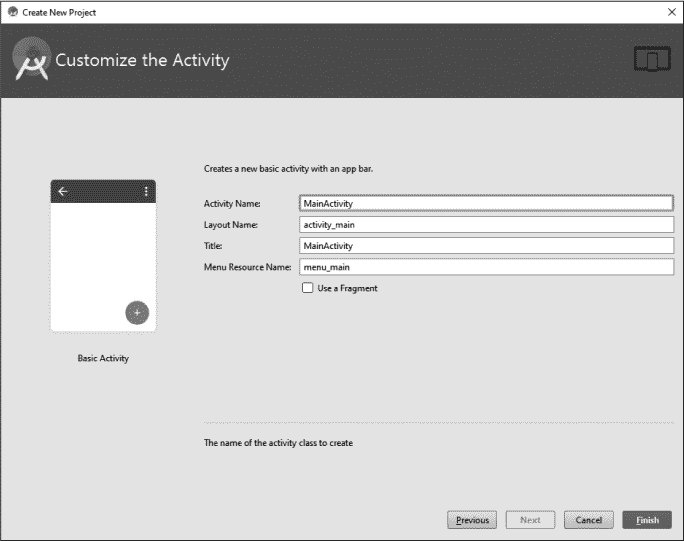 Create New Project
Customize the Activity
Creates a new basic activity with an app bar.
Activity Name: MainActivity
Layout Name: activity_main
Title: MainActivity
Menu Resource Name: menu_main
Use a Fragment
Basic Activity
The name of the activity class to create
Previous Next Cancel Finish